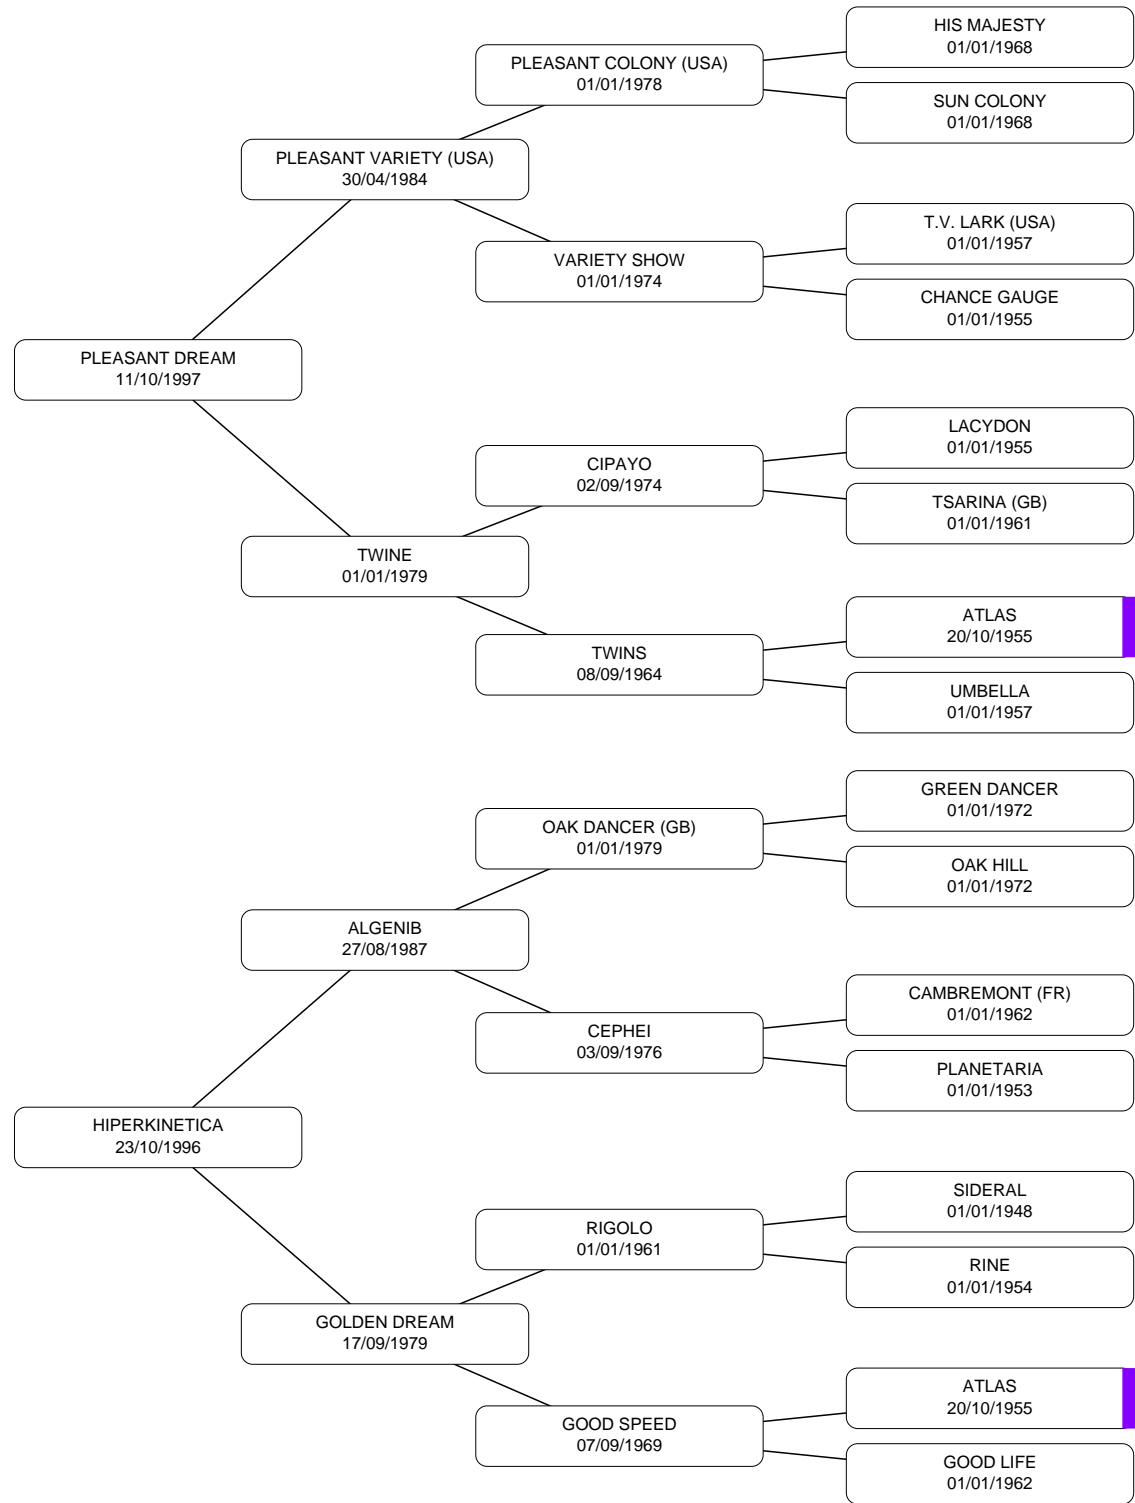 HIS MAJESTY
01/01/1968
PLEASANT COLONY (USA)
01/01/1978
SUN COLONY
01/01/1968
PLEASANT VARIETY (USA)
30/04/1984
T.V. LARK (USA)
01/01/1957
VARIETY SHOW
01/01/1974
CHANCE GAUGE
01/01/1955
PLEASANT DREAM
11/10/1997
LACYDON
01/01/1955
CIPAYO
02/09/1974
TSARINA (GB)
01/01/1961
TWINE
01/01/1979
ATLAS
20/10/1955
TWINS
08/09/1964
UMBELLA
01/01/1957
GREEN DANCER
01/01/1972
OAK DANCER (GB)
01/01/1979
OAK HILL
01/01/1972
ALGENIB
27/08/1987
CAMBREMONT (FR)
01/01/1962
CEPHEI
03/09/1976
PLANETARIA
01/01/1953
HIPERKINETICA
23/10/1996
SIDERAL
01/01/1948
RIGOLO
01/01/1961
RINE
01/01/1954
GOLDEN DREAM
17/09/1979
ATLAS
20/10/1955
GOOD SPEED
07/09/1969
GOOD LIFE
01/01/1962